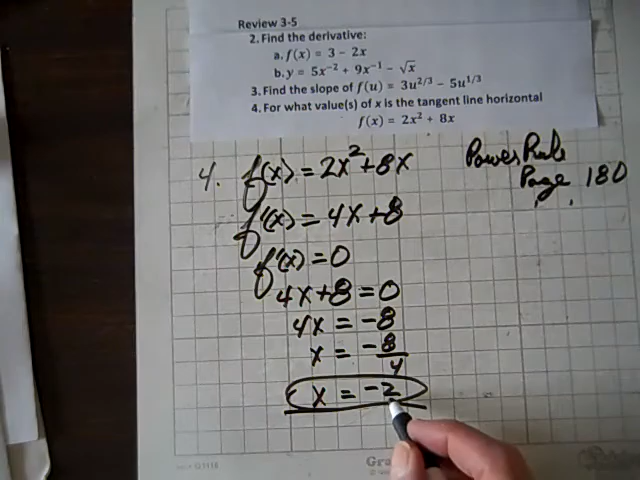 Review 3-5
2. Find the derivative:
a. f(x) = 3 − 2x
b. y = 5x⁻² + 9x⁻¹ − √x
3. Find the slope of f(u) = 3u^{2/3} − 5u^{1/3}
4. For what value(s) of x is the tangent line horizontal
f(x) = 2x² + 8x
Power Rule
Page 180
4. f(x) = 2x² + 8x
f'(x) = 4x + 8
f'(x) = 0
4x + 8 = 0
4x = −8
x = −8/4
x = −2